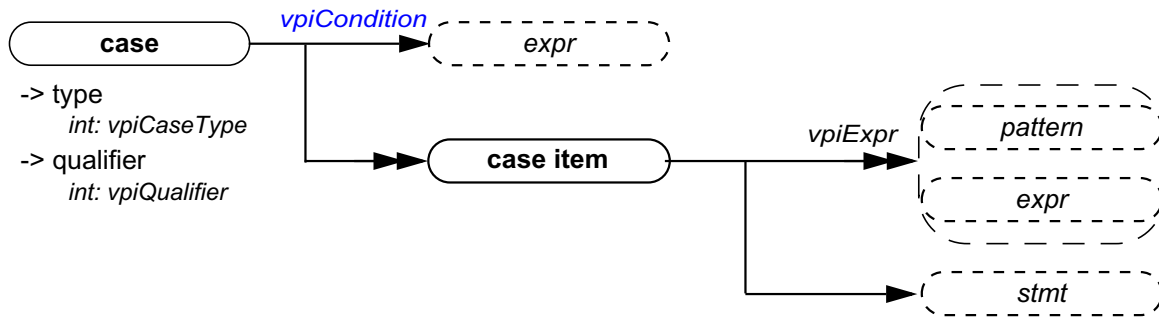 vpiCondition
case
expr
-> type
int: vpiCaseType
-> qualifier
int: vpiQualifier
case item
vpiExpr
pattern
expr
stmt